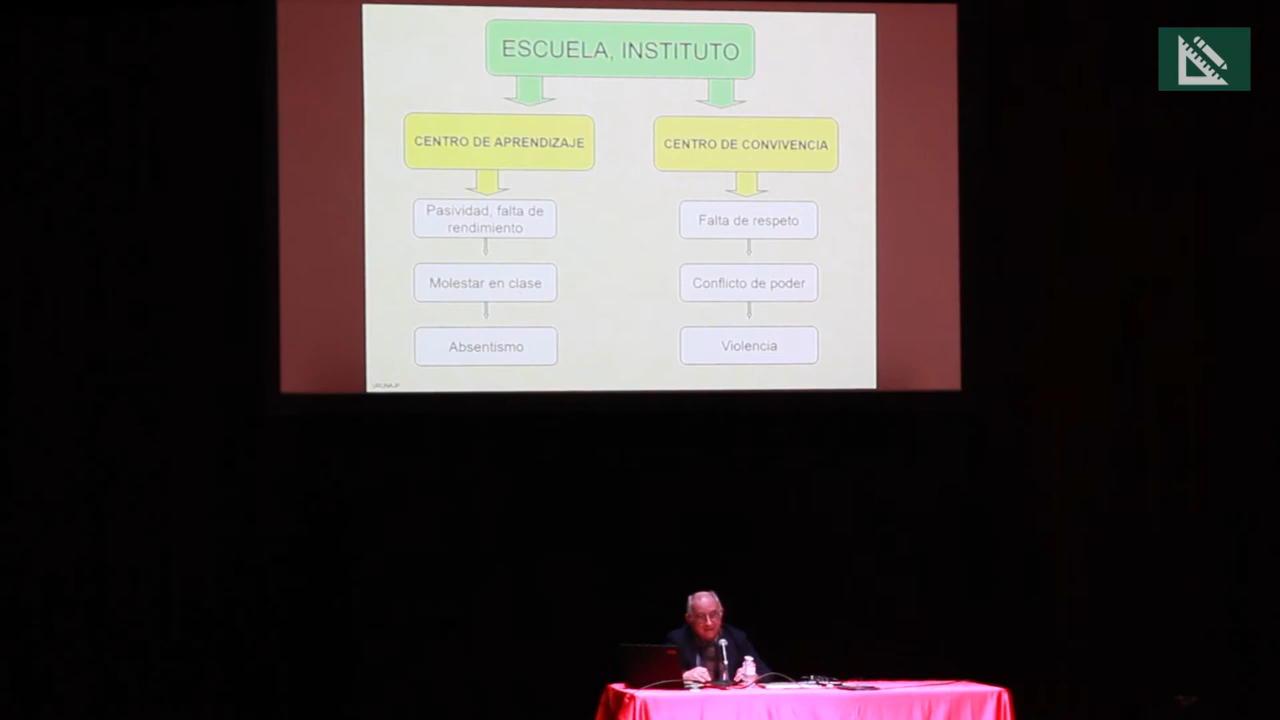 ESCUELA, INSTITUTO
CENTRO DE APRENDIZAJE
CENTRO DE CONVIVENCIA
Pasividad, falta de
rendimiento
Falta de respeto
Molestar en clase
Conflicto de poder
Absentismo
Violencia